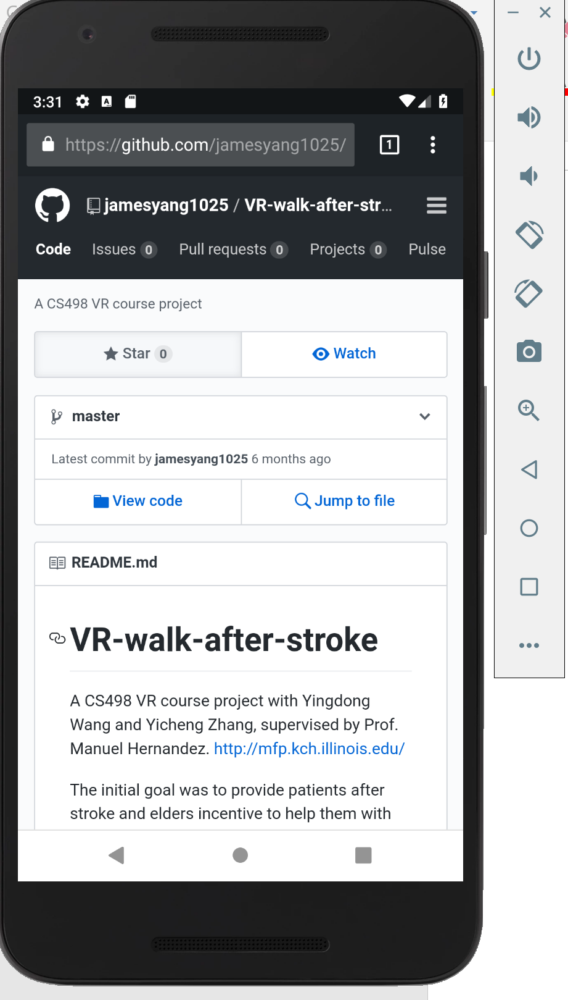 3:31
https://github.com/jamesyang1025/
1
jamesyang1025 / VR-walk-after-str...
Code Issues 0 Pull requests 0 Projects 0 Pulse
A CS498 VR course project
Star 0 Watch
master
Latest commit by jamesyang1025 6 months ago
View code Jump to file
README.md
VR-walk-after-stroke
A CS498 VR course project with Yingdong
Wang and Yicheng Zhang, supervised by Prof.
Manuel Hernandez. http://mfp.kch.illinois.edu/
The initial goal was to provide patients after
stroke and elders incentive to help them with